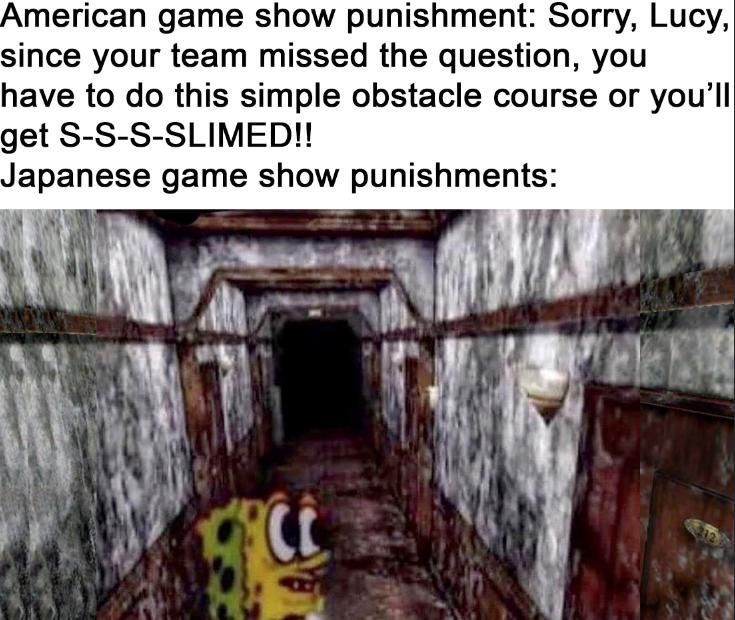 American game show punishment: Sorry, Lucy,
since your team missed the question, you
have to do this simple obstacle course or you'll
get S-S-S-SLIMED!!
Japanese game show punishments: